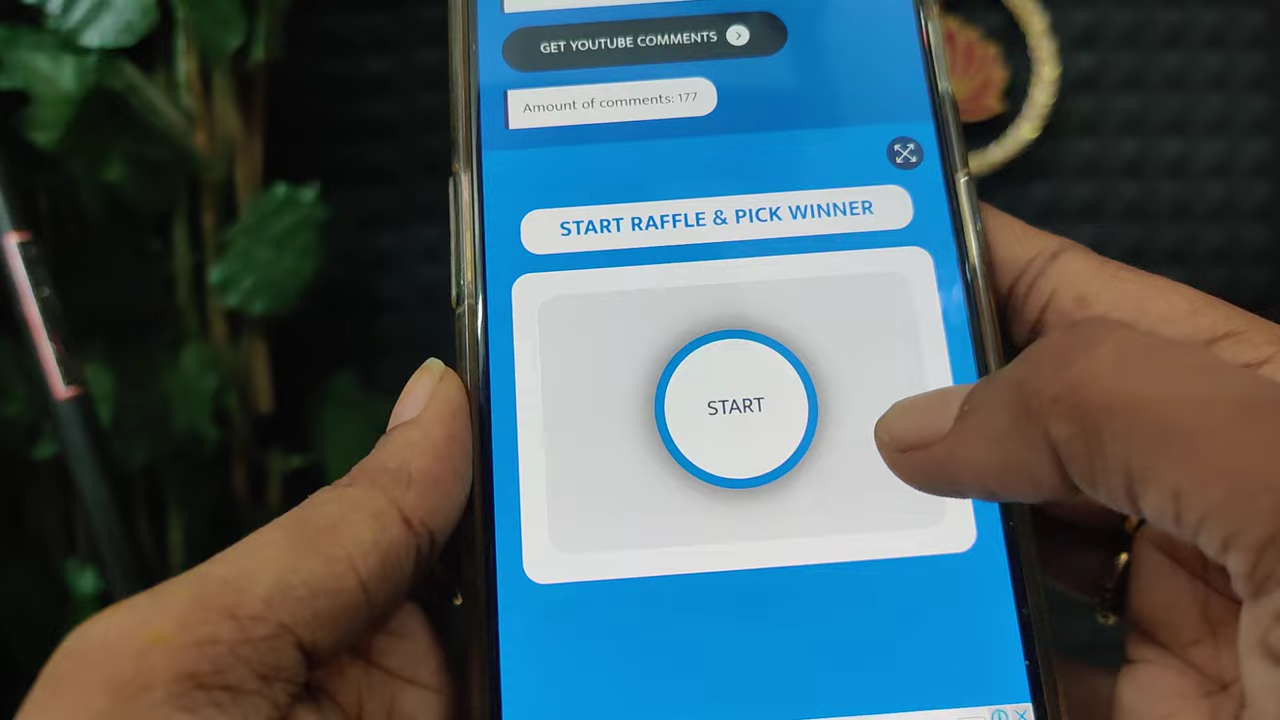 GET YOUTUBE COMMENTS
Amount of comments: 177
START RAFFLE & PICK WINNER
START